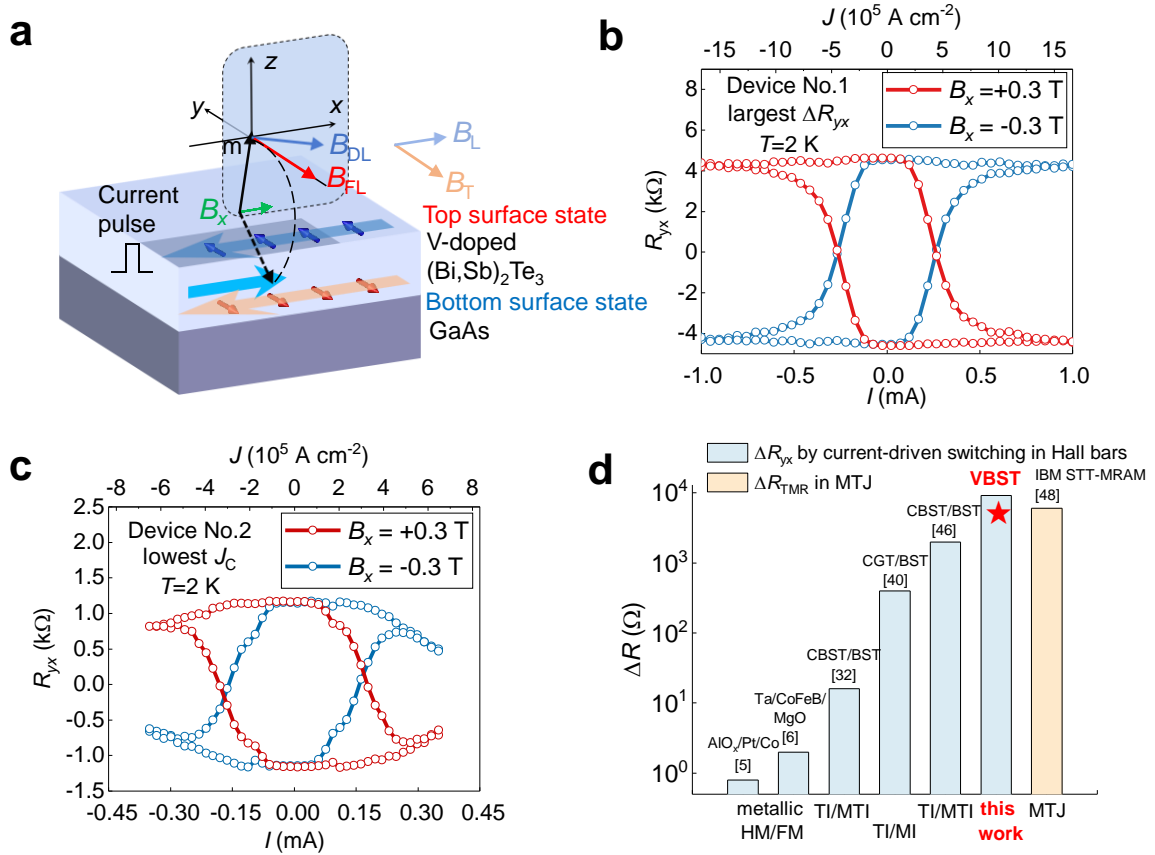 a
z
y
x
m
B_DL
B_FL
B_L
B_T
B_x
Current
pulse
Top surface state
V-doped
(Bi,Sb)₂Te₃
Bottom surface state
GaAs
b
J (10⁵ A cm⁻²)
-15 -10 -5 0 5 10 15
Device No.1
largest ΔR_yx
T=2 K
B_x =+0.3 T
B_x = -0.3 T
R_yx (kΩ)
8
6
4
2
0
-2
-4
-1.0 -0.5 0.0 0.5 1.0
I (mA)
c
J (10⁵ A cm⁻²)
-8 -6 -4 -2 0 2 4 6 8
Device No.2
lowest J_C
T=2 K
B_x = +0.3 T
B_x = -0.3 T
R_yx (kΩ)
2.5
2.0
1.5
1.0
0.5
0.0
-0.5
-1.0
-1.5
-0.45 -0.30 -0.15 0.00 0.15 0.30 0.45
I (mA)
d
ΔR_yx by current-driven switching in Hall bars
ΔR_TMR in MTJ
VBST
IBM STT-MRAM
[48]
CBST/BST
[46]
CGT/BST
[40]
CBST/BST
[32]
Ta/CoFeB/
MgO
[6]
AlOₓ/Pt/Co
[5]
ΔR (Ω)
10⁴
10³
10²
10¹
10⁰
metallic
HM/FM
TI/MTI
TI/MI
TI/MTI
this
work
MTJ